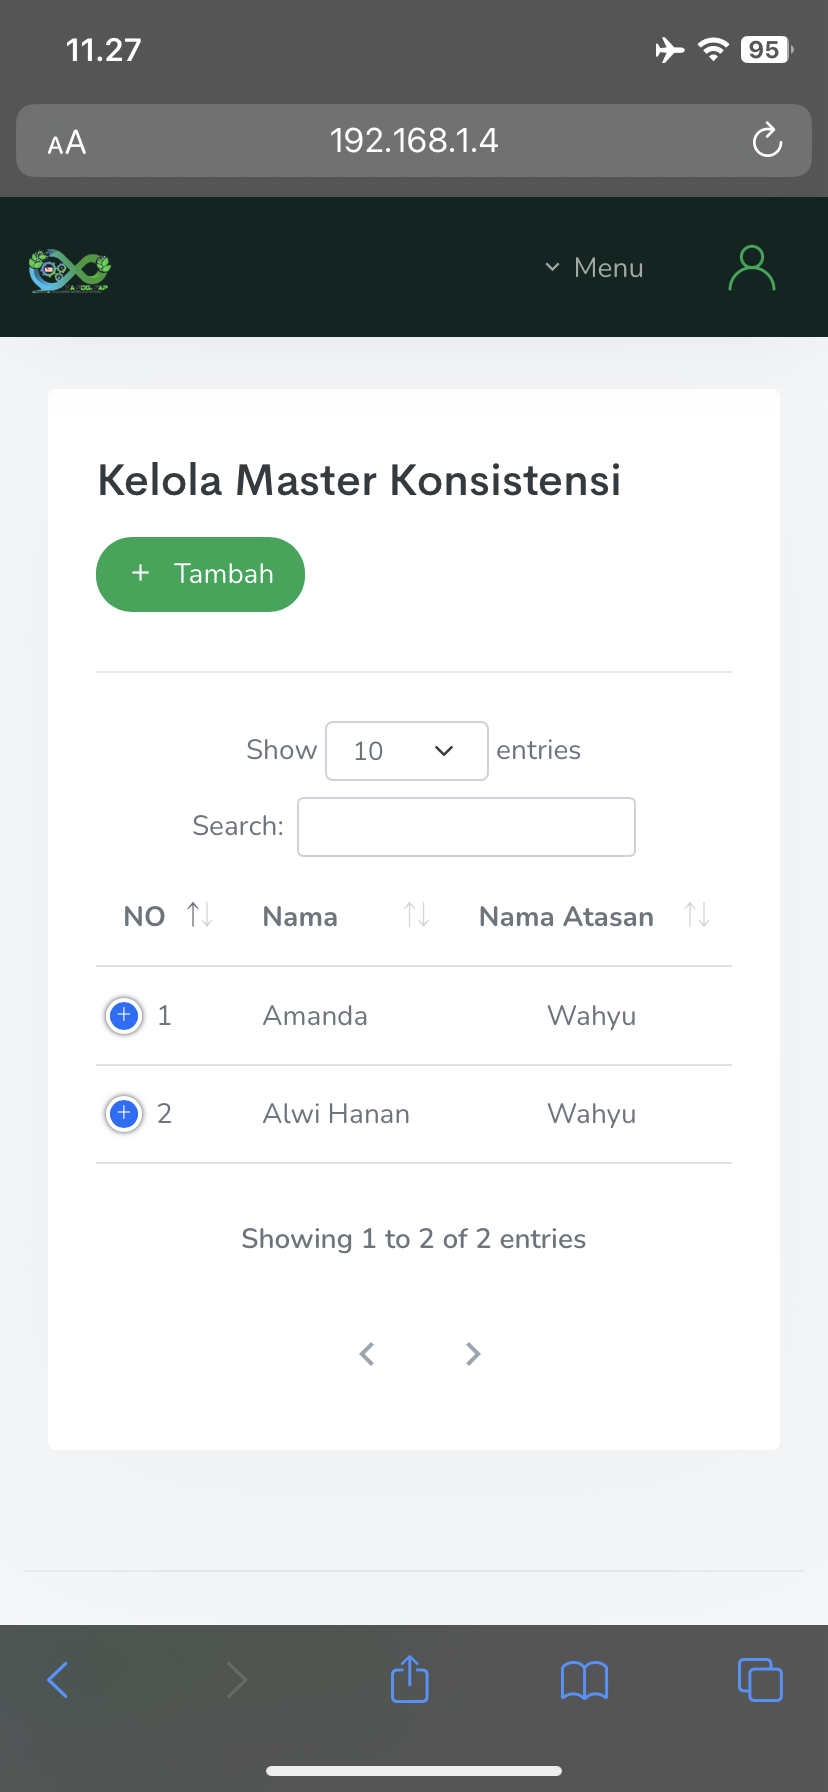 11.27
95
AA
192.168.1.4
Menu
Kelola Master Konsistensi
+ Tambah
Show 10 entries
Search:
NO Nama Nama Atasan
1 Amanda Wahyu
2 Alwi Hanan Wahyu
Showing 1 to 2 of 2 entries